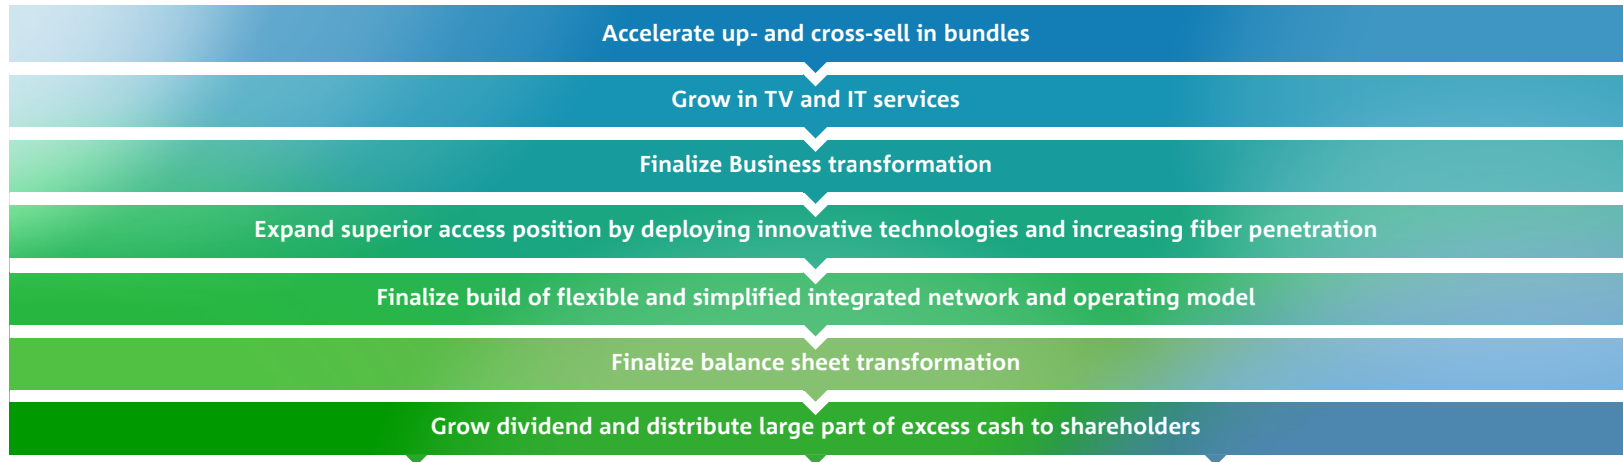 Accelerate up- and cross-sell in bundles
Grow in TV and IT services
Finalize Business transformation
Expand superior access position by deploying innovative technologies and increasing fiber penetration
Finalize build of flexible and simplified integrated network and operating model
Finalize balance sheet transformation
Grow dividend and distribute large part of excess cash to shareholders